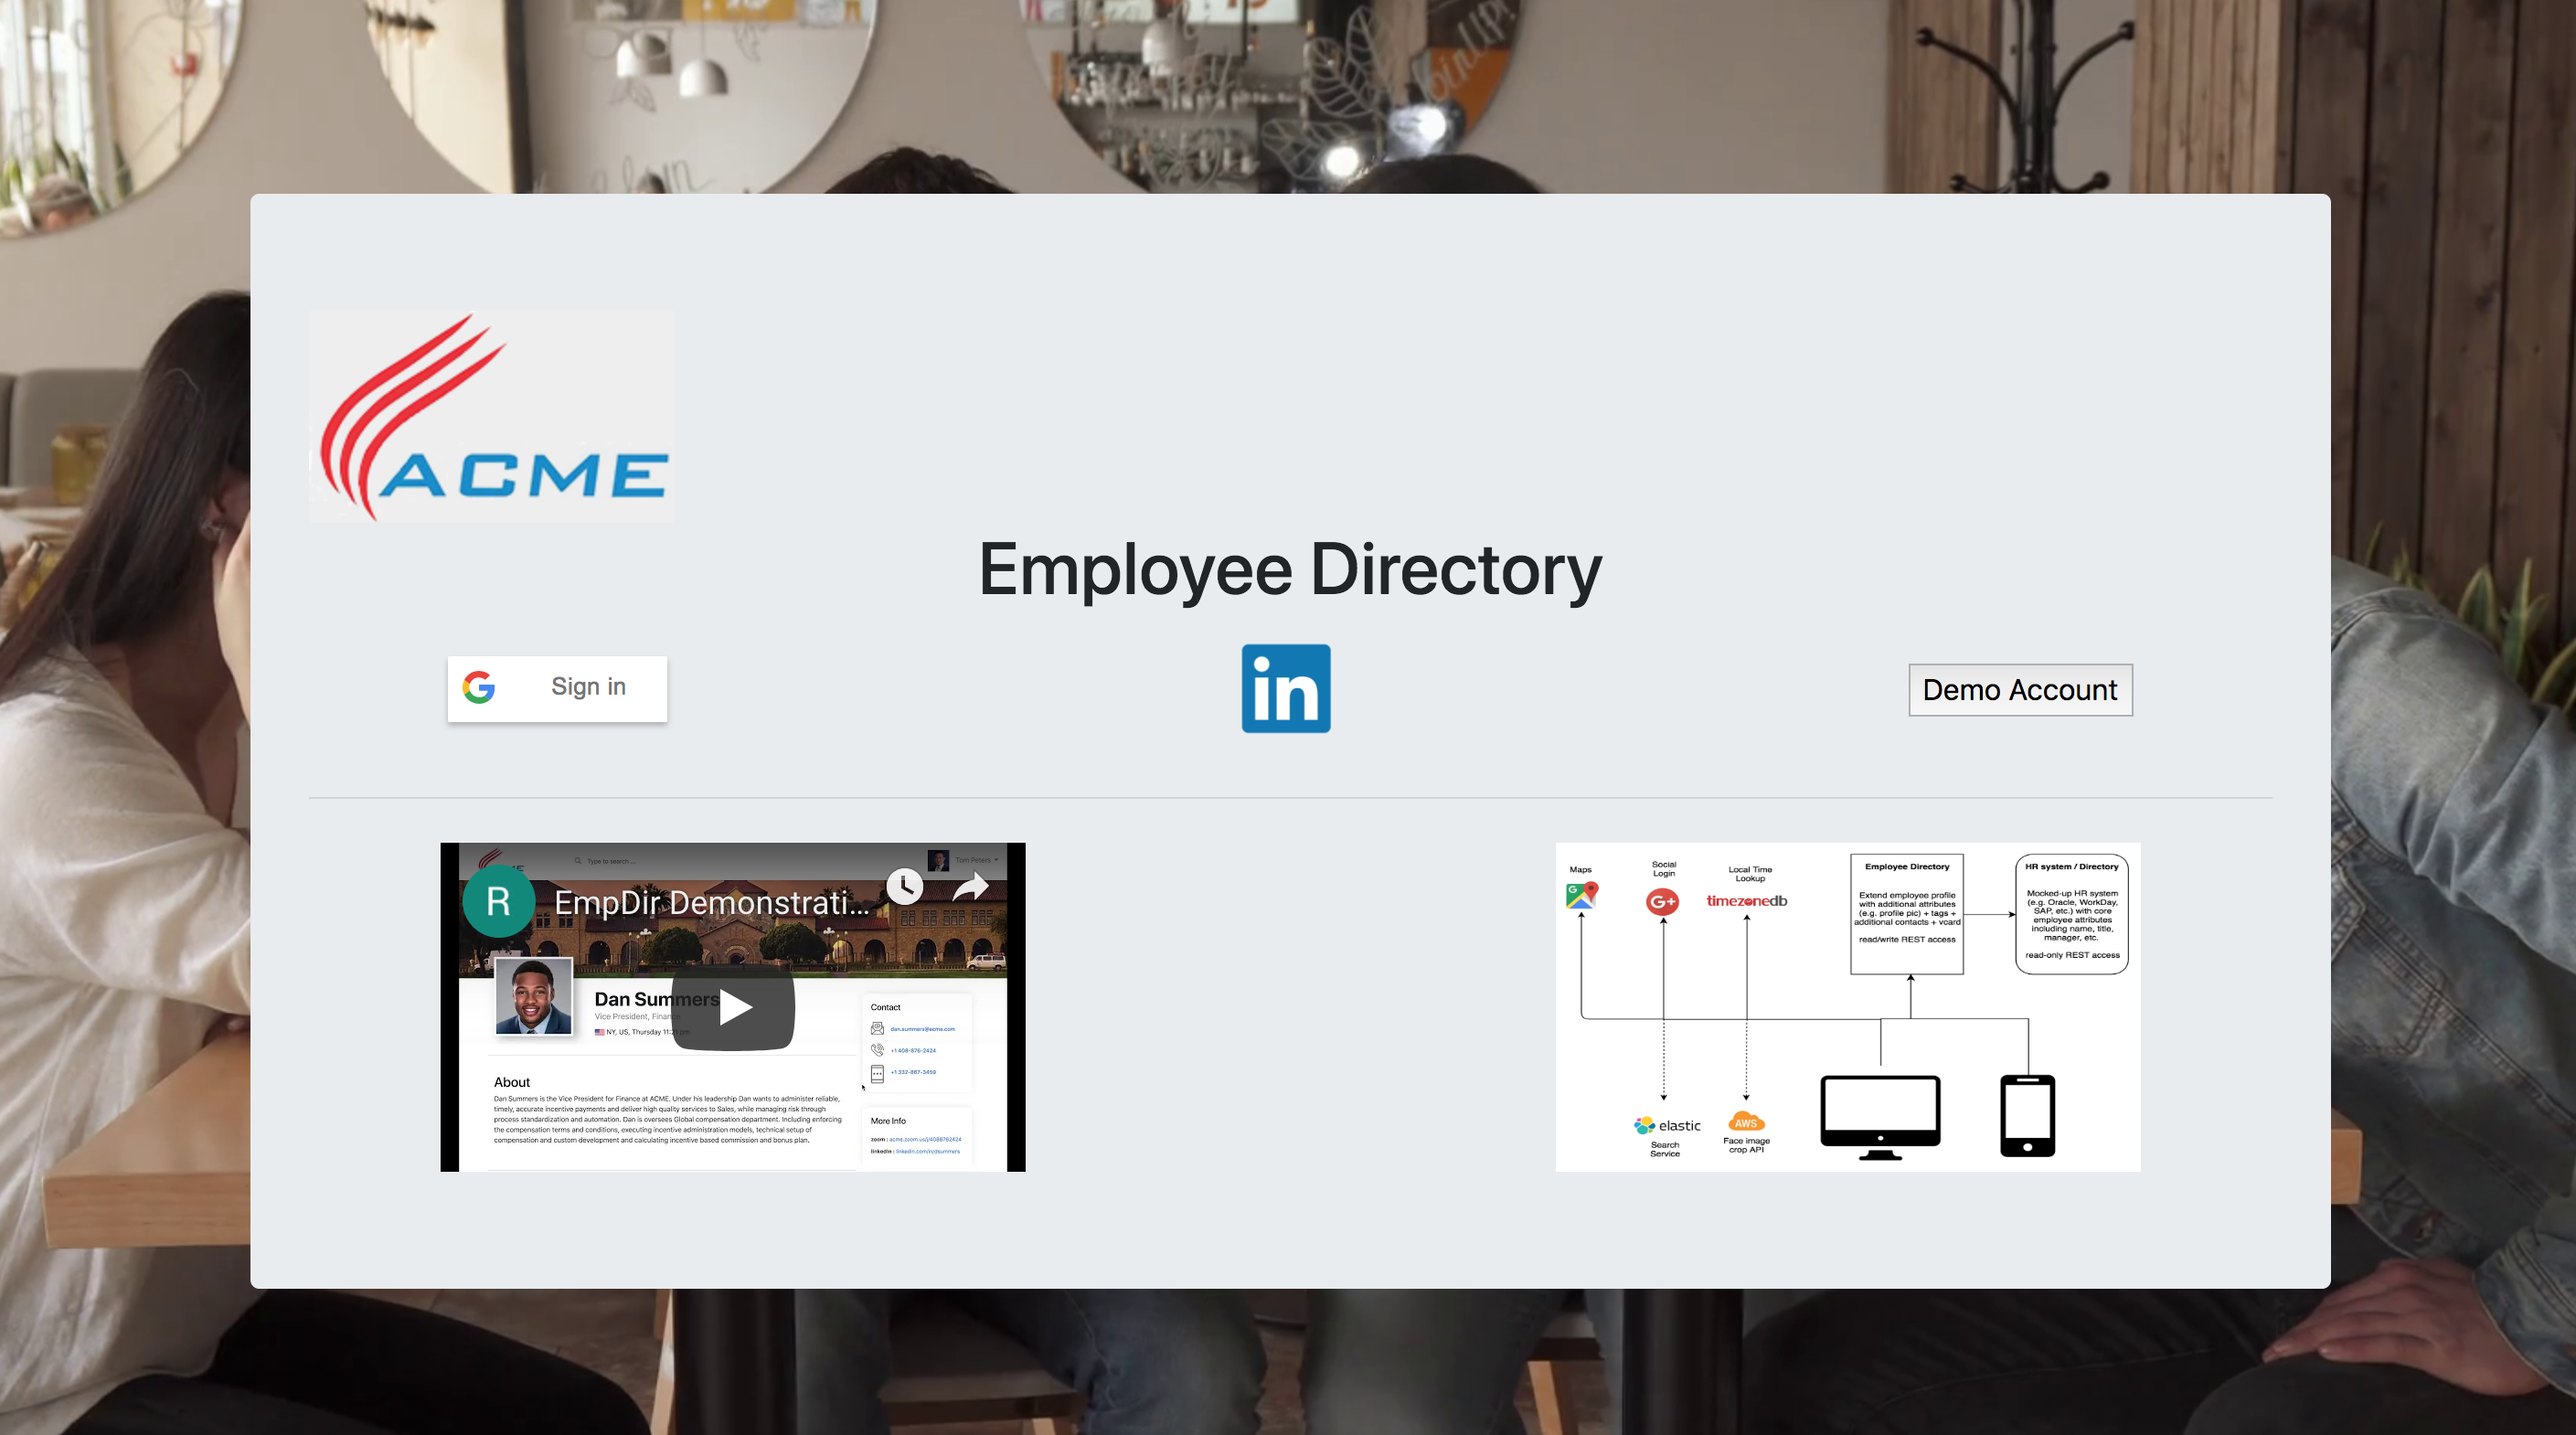 JoinUP!
ACME
Employee Directory
Sign in
in
Demo Account
Type to search ...
Tom Peters
R
EmpDir Demonstrati...
Dan Summers
Vice President, Finance
NY, US, Thursday 11:
Contact
dan.summers@acme.com
+1 408-876-2424
+1 332-867-3459
About
Dan Summers is the Vice President for Finance at ACME. Under his leadership Dan wants to administer reliable,
timely, accurate incentive payments and deliver high quality services to Sales, while managing risk through
process standardization and automation. Dan is oversees Global compensation department. Including enforcing
the compensation terms and conditions, executing incentive administration models, technical setup of
compensation and custom development and calculating incentive based commission and bonus plan.
More Info
zoom : acme.zoom.us/j/4088762424
linkedin : linkedin.com/in/dsummers
Maps
Social
Login
Local Time
Lookup
G
G+
timezonedb
Employee Directory
Extend employee profile
with additional attributes
(e.g. profile pic) + tags +
additional contacts + vcard
read/write REST access
HR system / Directory
Mocked-up HR system
(e.g. Oracle, WorkDay,
SAP, etc.) with core
employee attributes
including name, title,
manager, etc.
read-only REST access
elastic
Search
Service
AWS
Face image
crop API